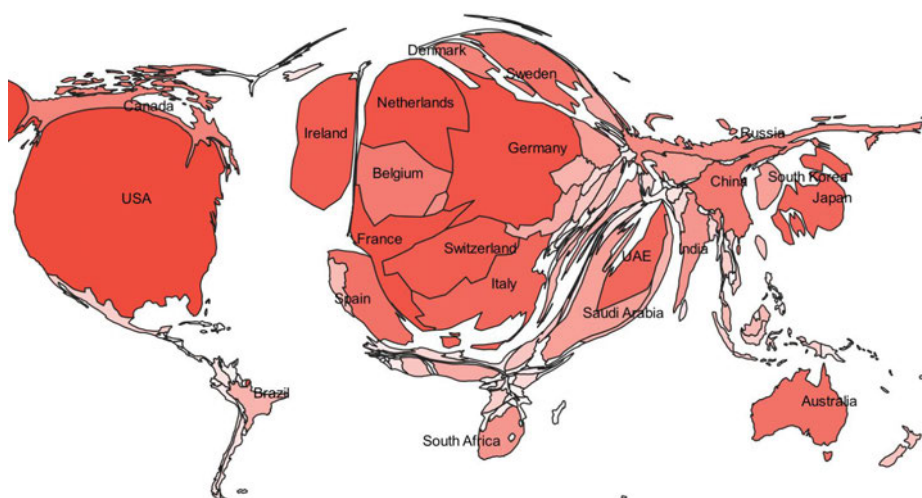 Denmark
Sweden
Canada
Netherlands
Ireland
Russia
Germany
Belgium
South Korea
China
USA
Japan
France
Switzerland
UAE
India
Italy
Spain
Saudi Arabia
Brazil
Australia
South Africa